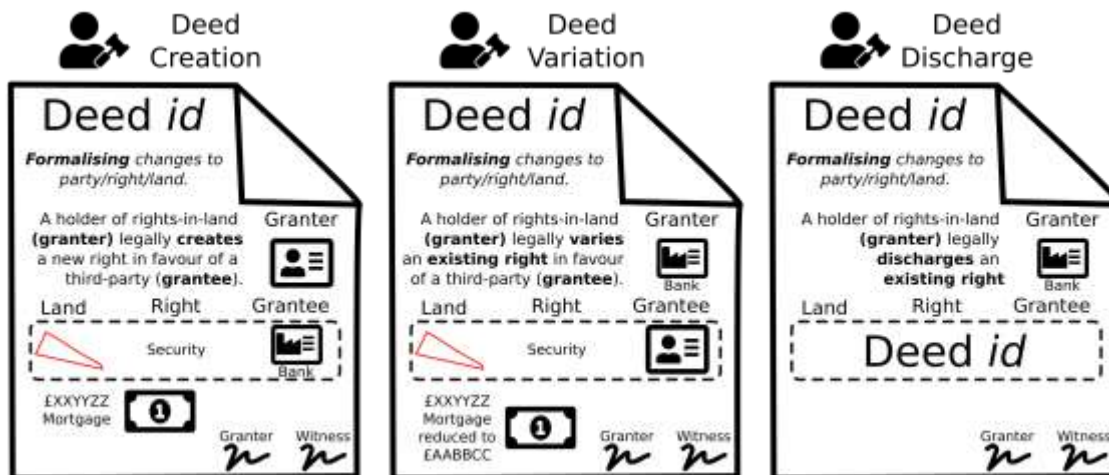 Deed
Creation
Deed id
Formalising changes to
party/right/land.
A holder of rights-in-land
(granter) legally creates
a new right in favour of a
third-party (grantee).
Granter
Land Right Grantee
Security
Bank
£XXYYZZ
Mortgage
1
Granter Witness
Deed
Variation
Deed id
Formalising changes to
party/right/land.
A holder of rights-in-land
(granter) legally varies
an existing right in favour
of a third-party (grantee).
Granter
Bank
Land Right Grantee
Security
£XXYYZZ
Mortgage
reduced to
£AABBCC
1
Granter Witness
Deed
Discharge
Deed id
Formalising changes to
party/right/land.
A holder of rights-in-land
(granter) legally
discharges an
existing right
Granter
Bank
Land Right Grantee
Deed id
Granter Witness